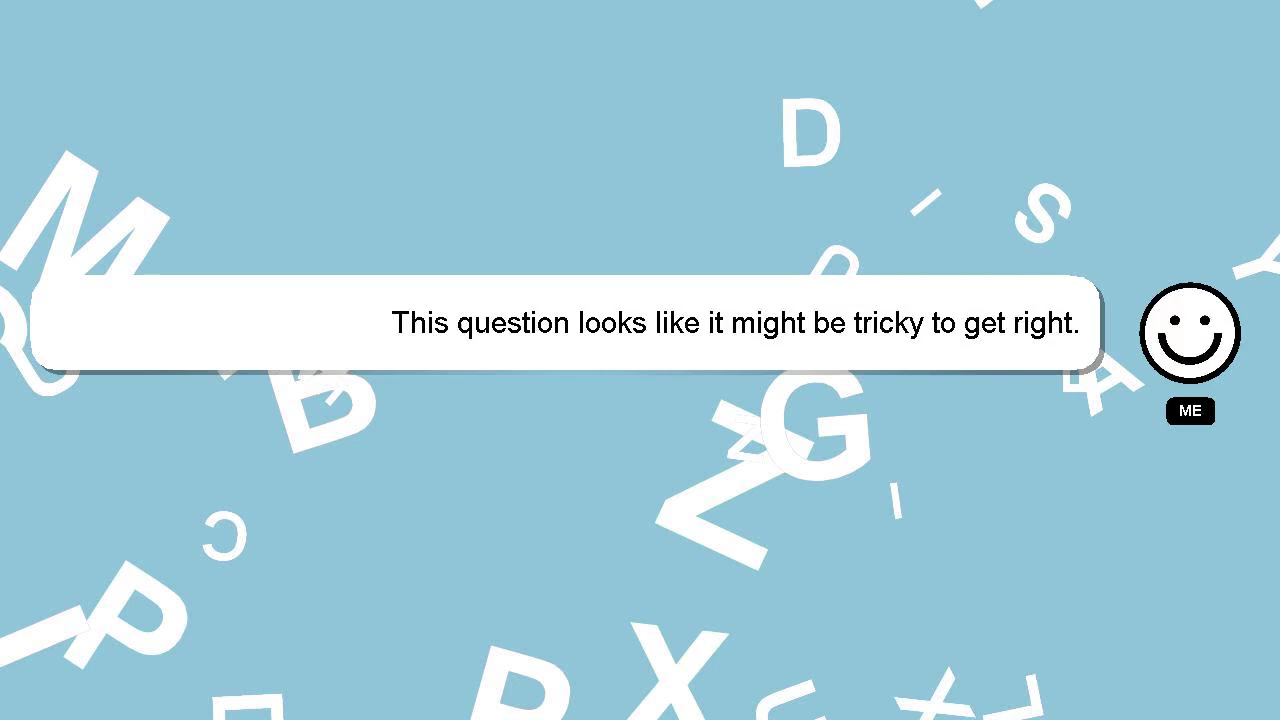 This question looks like it might be tricky to get right.
ME
D
I
S
Y
M
B
A
G
Z
Z
I
C
P
I
P
X
U
X